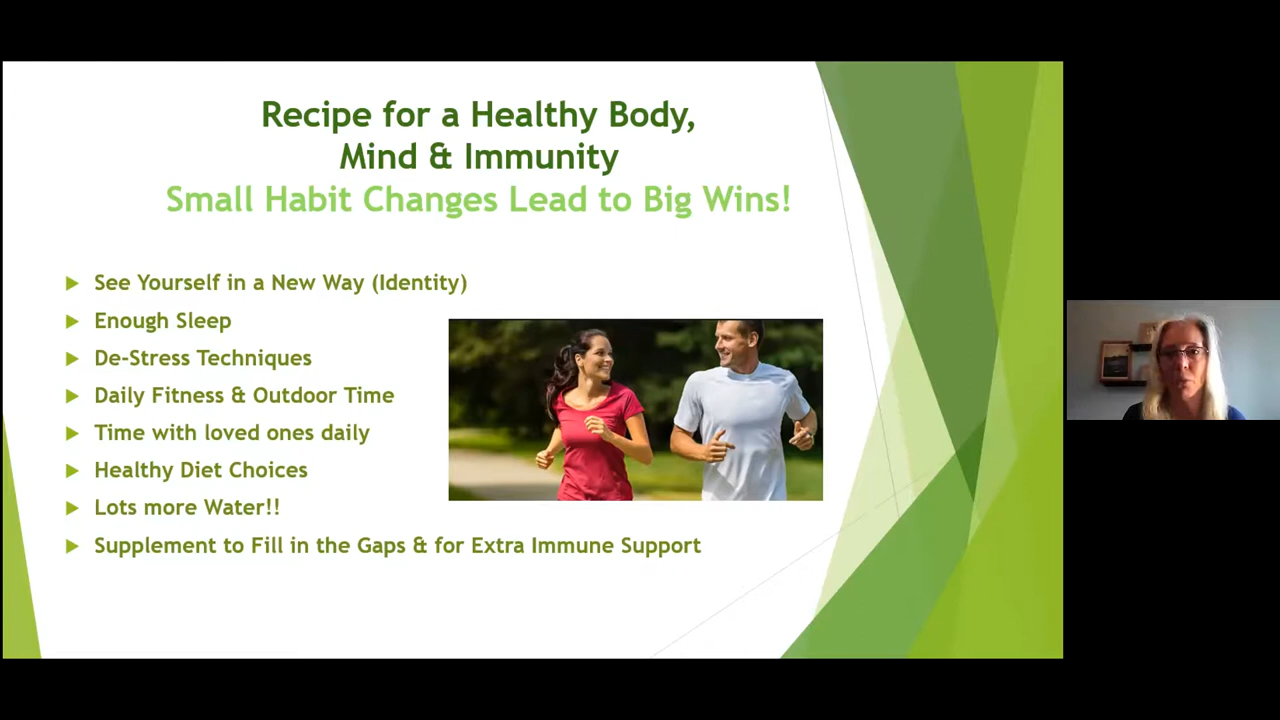 Recipe for a Healthy Body,
Mind & Immunity
Small Habit Changes Lead to Big Wins!
See Yourself in a New Way (Identity)
Enough Sleep
De-Stress Techniques
Daily Fitness & Outdoor Time
Time with loved ones daily
Healthy Diet Choices
Lots more Water!!
Supplement to Fill in the Gaps & for Extra Immune Support